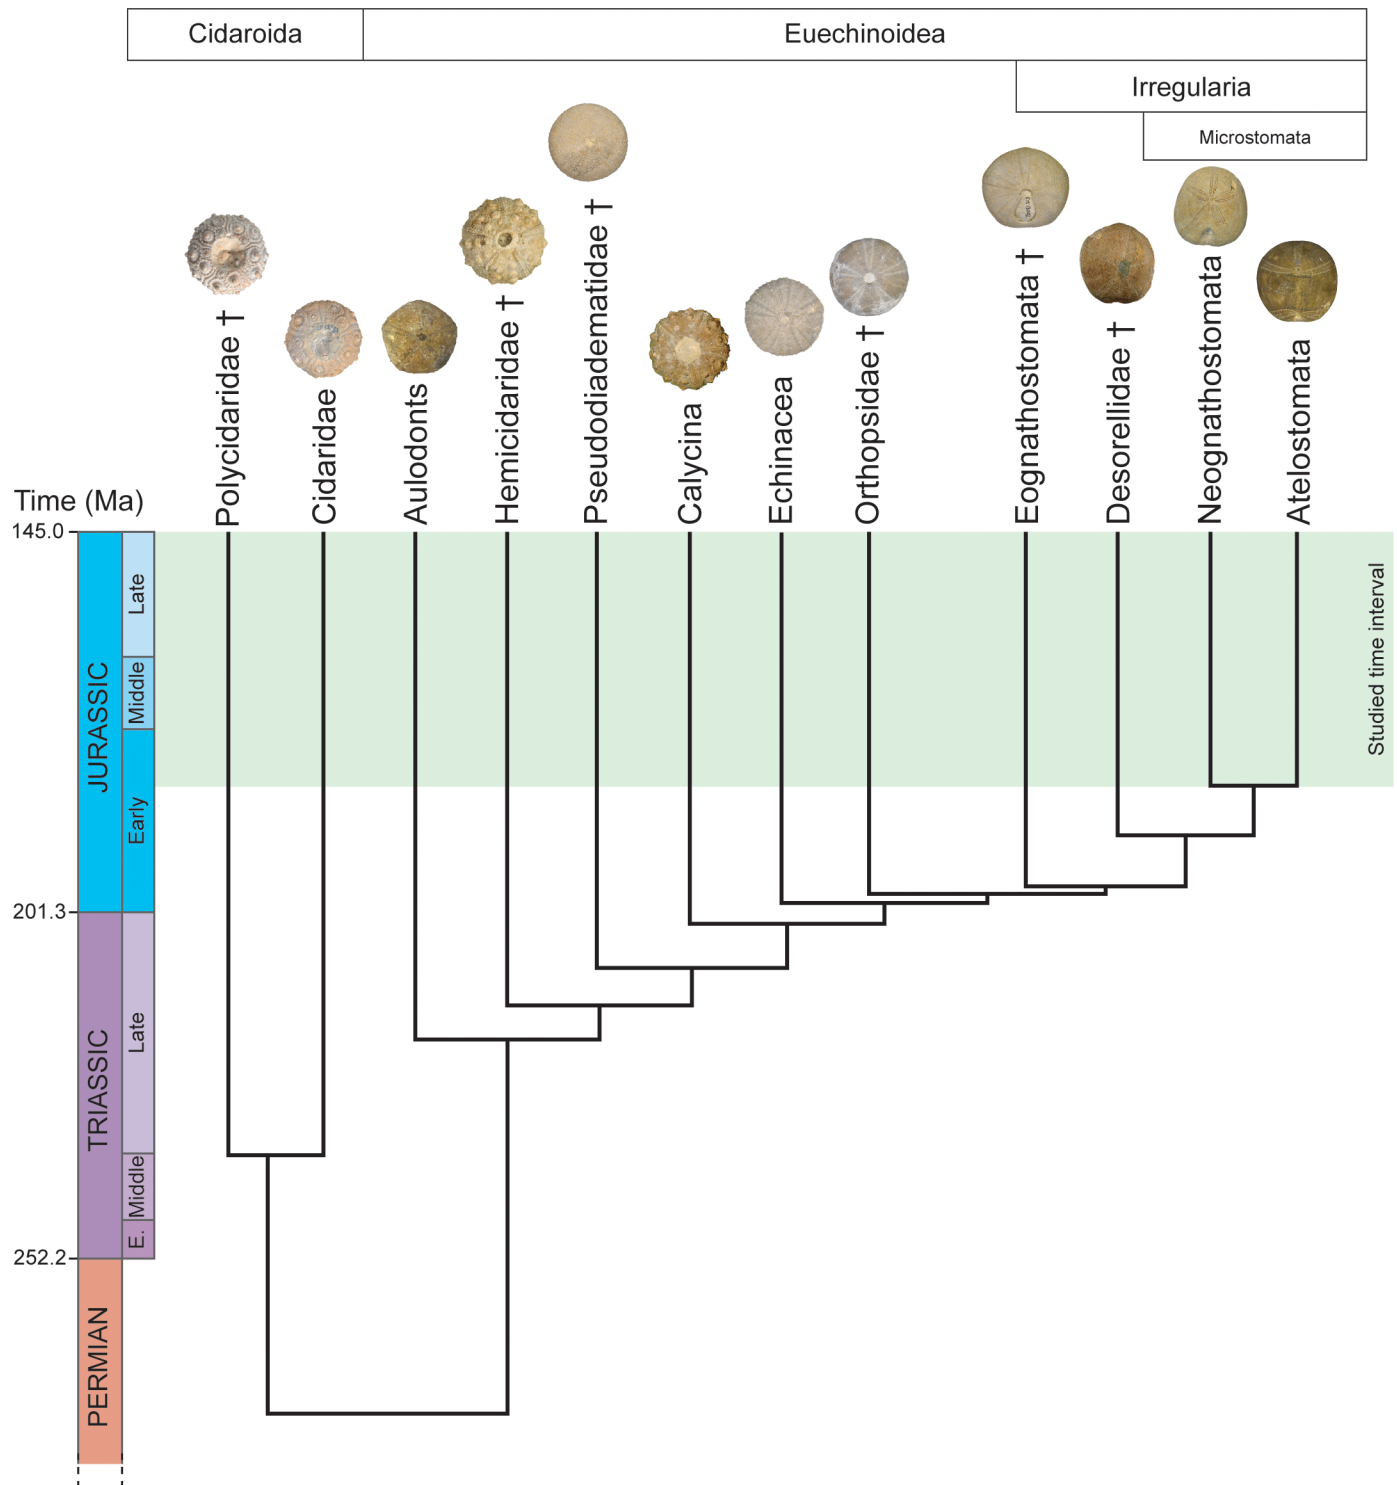 Cidaroida
Euechinoidea
Irregularia
Microstomata
Polycidaridae †
Cidaridae
Aulodonts
Hemicidaridae †
Pseudodiadematidae †
Calycina
Echinacea
Orthopsidae †
Eognathostomata †
Desorellidae †
Neognathostomata
Atelostomata
Time (Ma)
145.0
JURASSIC
Late
Middle
Early
Studied time interval
201.3
TRIASSIC
Late
Middle
E.
252.2
PERMIAN